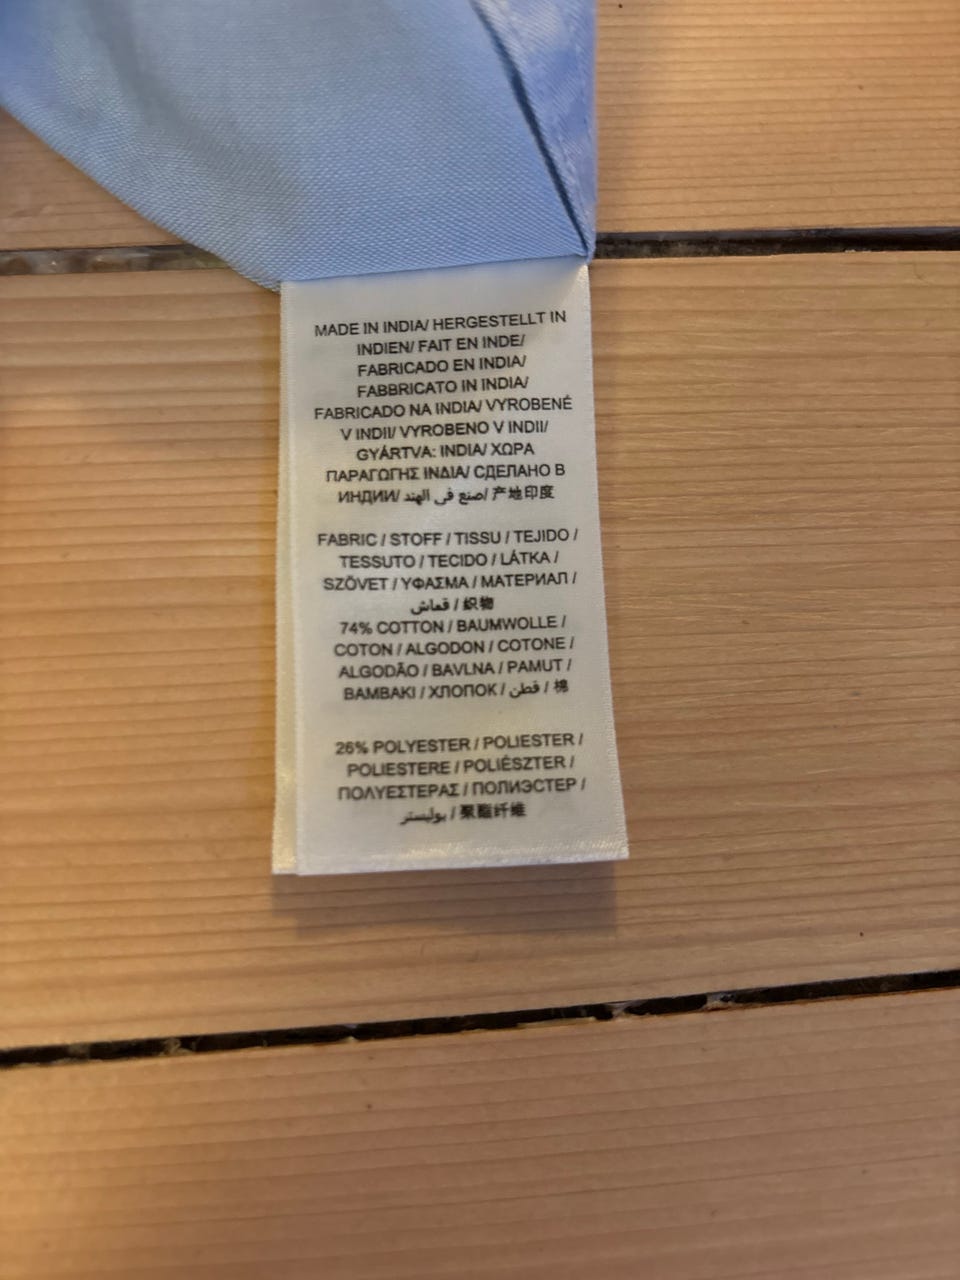 MADE IN INDIA/ HERGESTELLT IN
INDIEN/ FAIT EN INDE/
FABRICADO EN INDIA/
FABBRICATO IN INDIA/
FABRICADO NA INDIA/ VYROBENÉ
V INDII/ VYROBENO V INDII/
GYÁRTVA: INDIA/ ΧΩΡΑ
ΠΑΡΑΓΩΓΗΣ ΙΝΔΙΑ/ СДЕЛАНО В
ИНДИИ/ صنع في الهند/ 产地印度
FABRIC / STOFF / TISSU / TEJIDO /
TESSUTO / TECIDO / LÁTKA /
SZÖVET / ΥΦΑΣΜΑ / МАТЕРИАЛ /
قماش / 织物
74% COTTON / BAUMWOLLE /
COTON / ALGODON / COTONE /
ALGODÃO / BAVLNA / PAMUT /
BAMBAKI / ХЛОПОК / قطن / 棉
26% POLYESTER / POLIESTER /
POLIESTERE / POLIÉSZTER /
ΠΟΛΥΕΣΤΕΡΑΣ / ПОЛИЭСТЕР /
بوليستر / 聚酯纤维